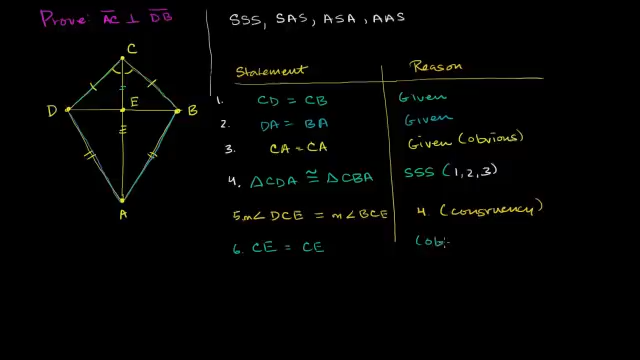 Prove: AC ⊥ DB
SSS, SAS, ASA, AAS
C
D
E
B
A
Statement Reason
1. CD = CB Given
2. DA = BA Given
3. CA = CA Given (obvious)
4. △CDA ≅ △CBA SSS (1,2,3)
5. m∠DCE = m∠BCE 4. (congruency)
6. CE = CE (ob